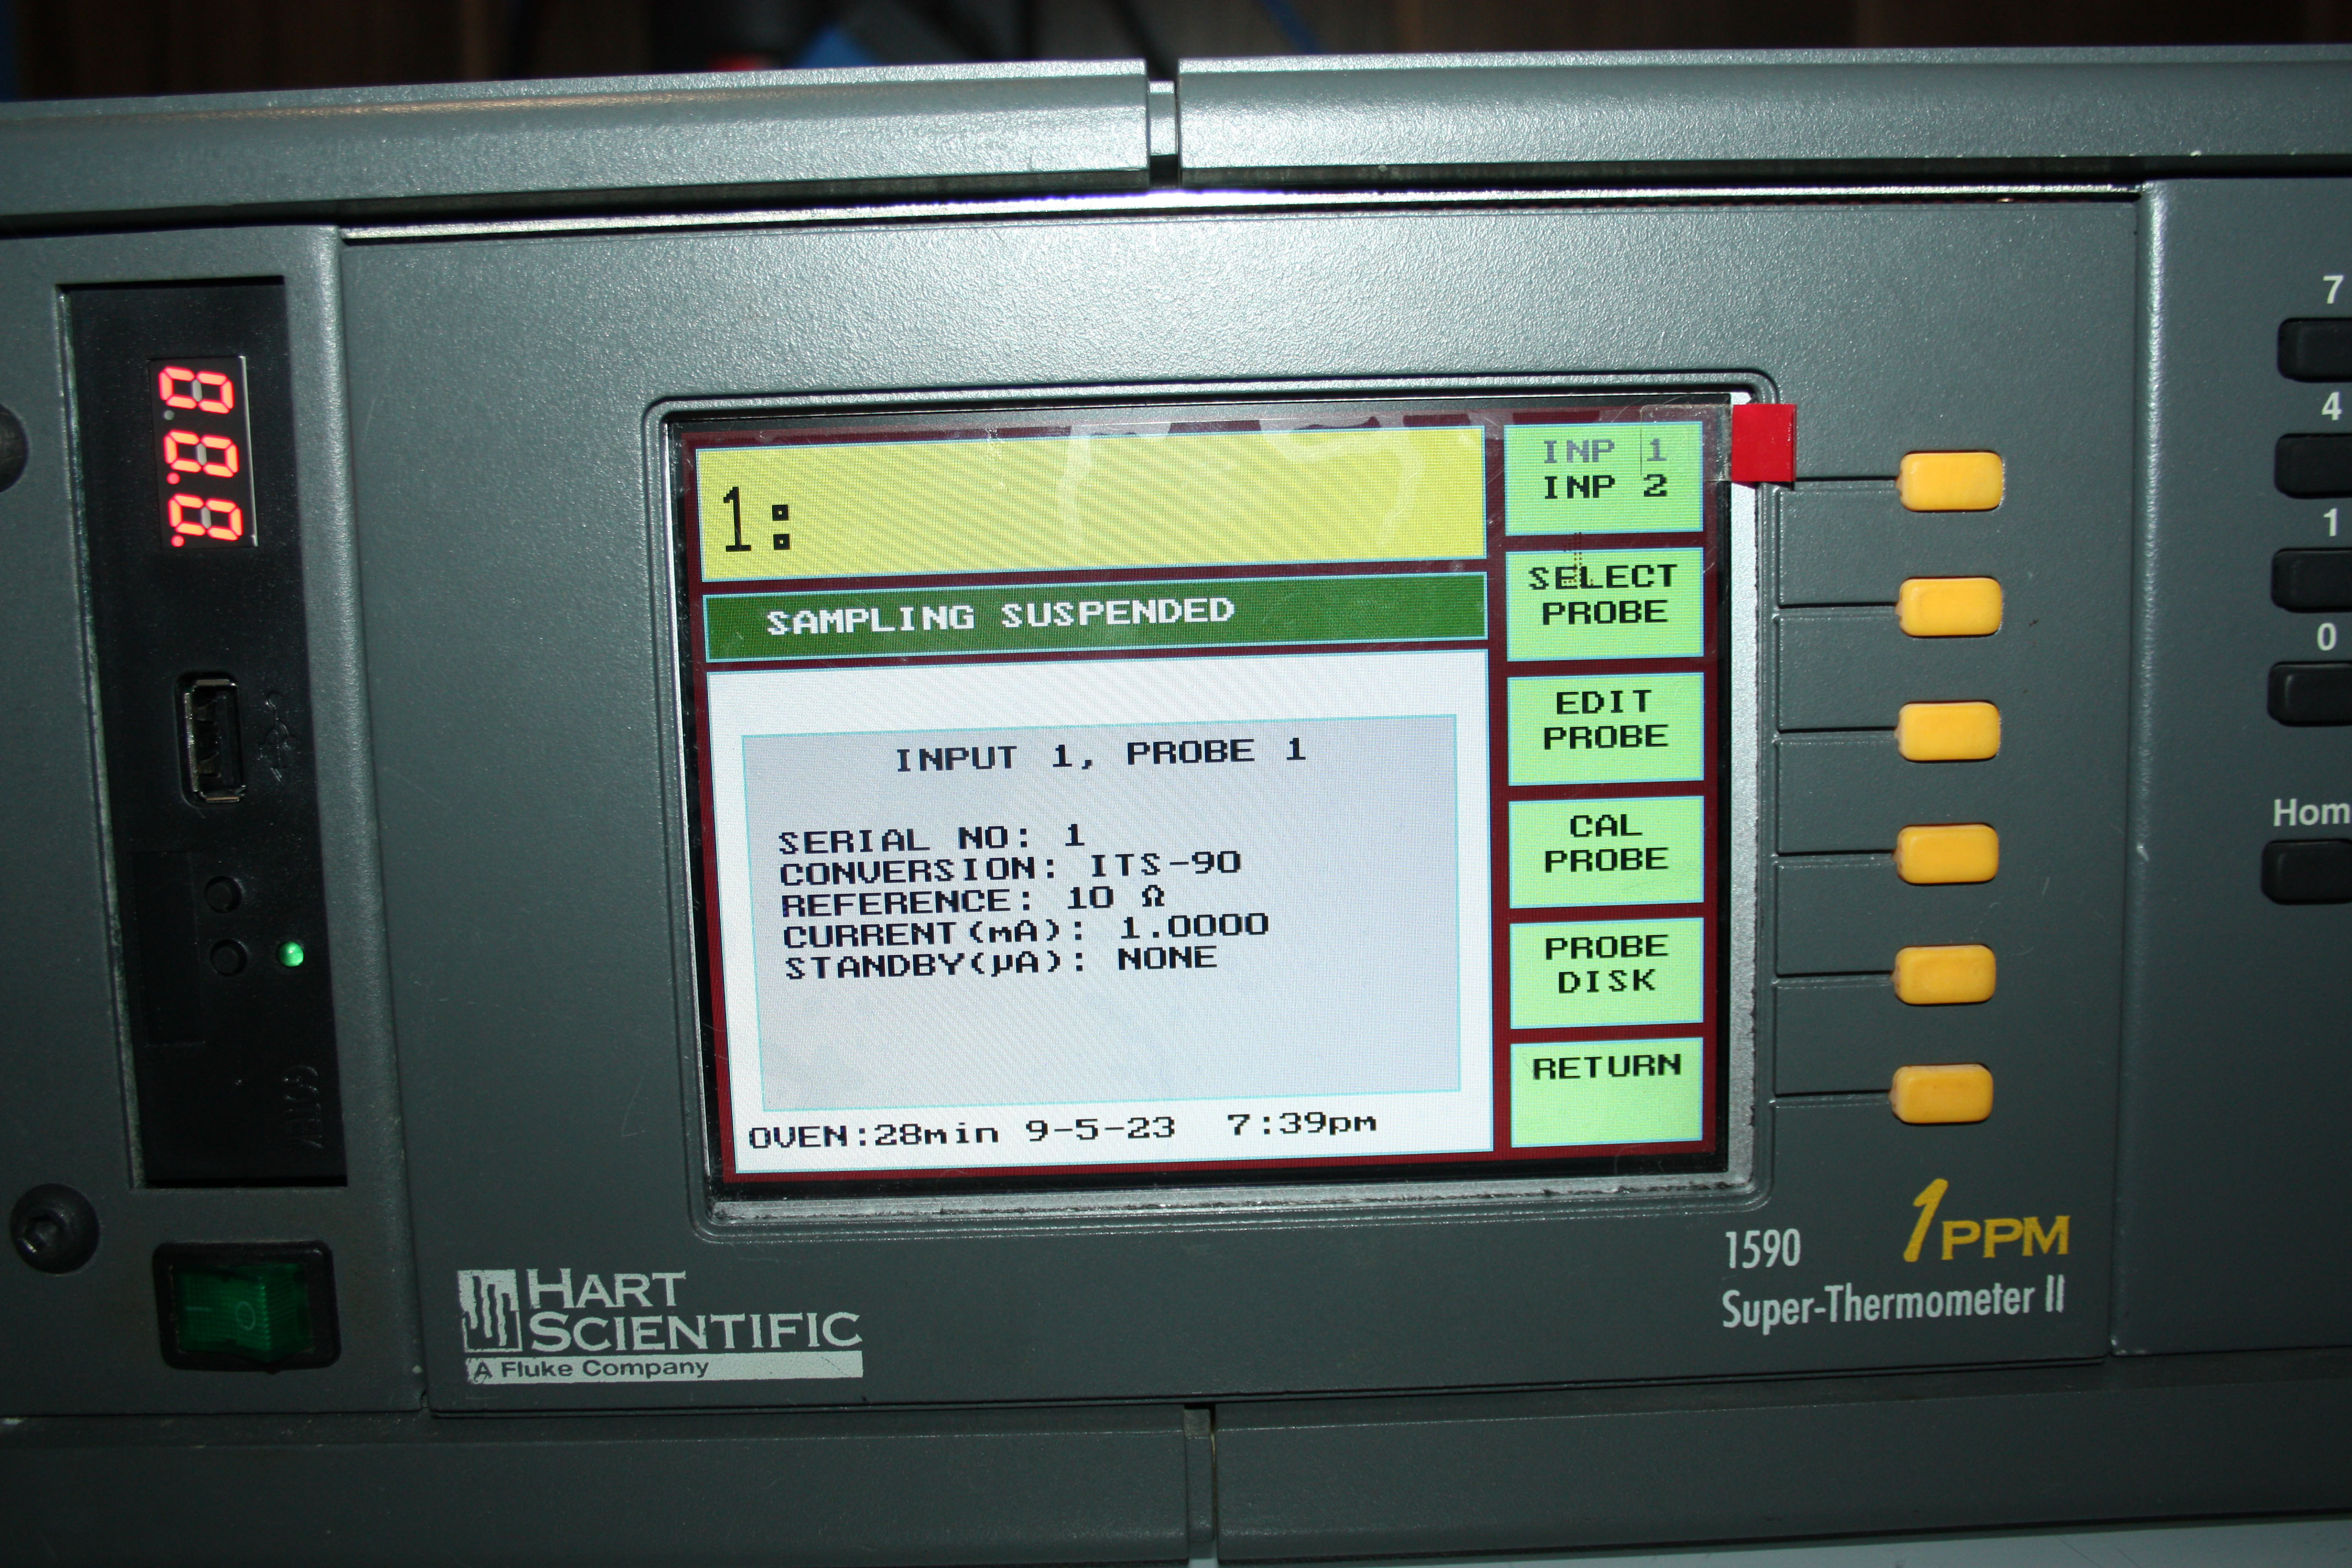 1:
SAMPLING SUSPENDED
INPUT 1, PROBE 1
SERIAL NO: 1
CONVERSION: ITS-90
REFERENCE: 10 Ω
CURRENT(mA): 1.0000
STANDBY(µA): NONE
OVEN:28min 9-5-23 7:39pm
INP 1
INP 2
SELECT
PROBE
EDIT
PROBE
CAL
PROBE
PROBE
DISK
RETURN
7
4
1
0
Hom
HART
SCIENTIFIC
A Fluke Company
1590
1PPM
Super-Thermometer II
GOTEK